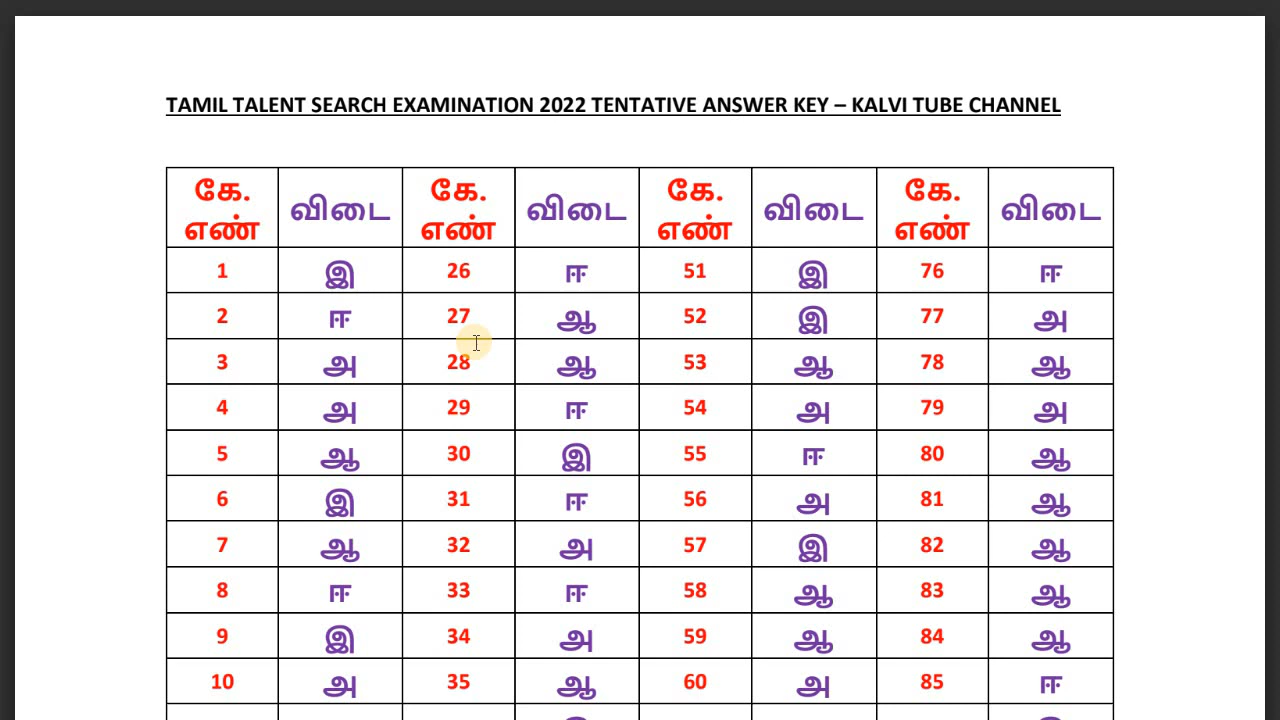 TAMIL TALENT SEARCH EXAMINATION 2022 TENTATIVE ANSWER KEY – KALVI TUBE CHANNEL
கே. எண் விடை கே. எண் விடை கே. எண் விடை கே. எண் விடை
1 இ 26 ஈ 51 இ 76 ஈ
2 ஈ 27 ஆ 52 இ 77 அ
3 அ 28 ஆ 53 ஆ 78 ஆ
4 அ 29 ஈ 54 அ 79 அ
5 ஆ 30 இ 55 ஈ 80 ஆ
6 இ 31 ஈ 56 அ 81 ஆ
7 ஆ 32 அ 57 இ 82 ஆ
8 ஈ 33 ஈ 58 ஆ 83 ஆ
9 இ 34 அ 59 ஆ 84 ஆ
10 அ 35 ஆ 60 அ 85 ஈ